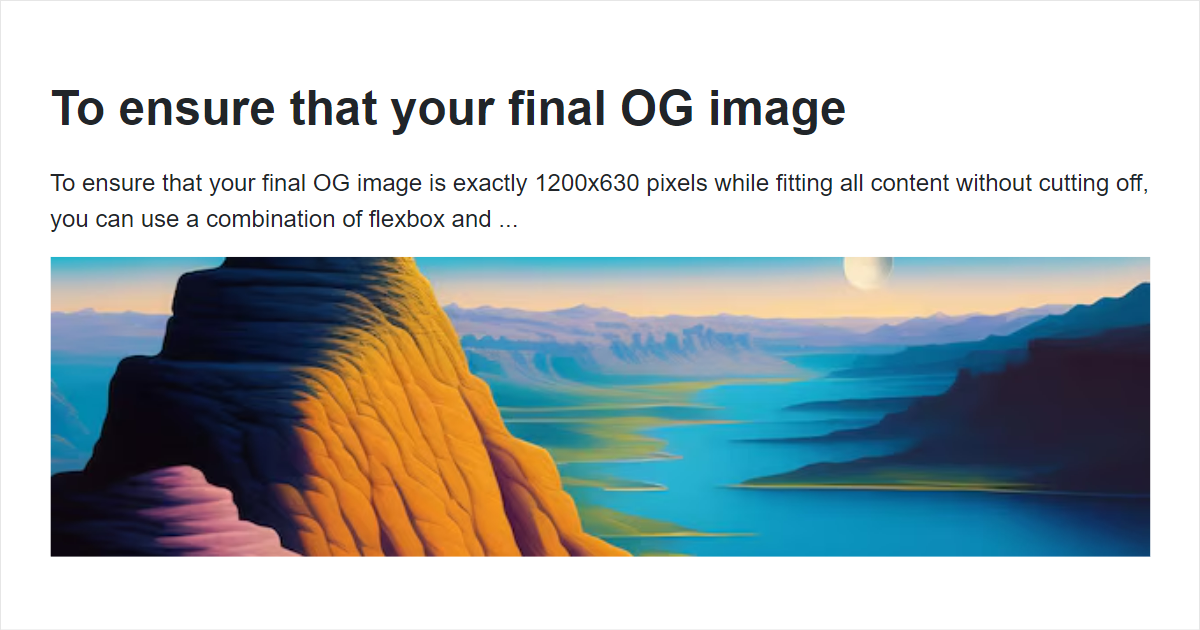 To ensure that your final OG image
To ensure that your final OG image is exactly 1200x630 pixels while fitting all content without cutting off,
you can use a combination of flexbox and ...